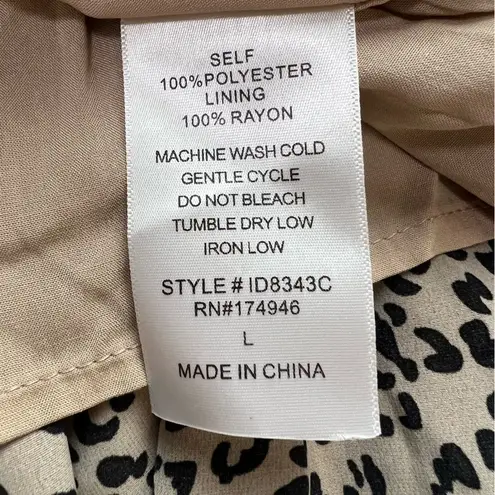 SELF
100%POLYESTER
LINING
100% RAYON
MACHINE WASH COLD
GENTLE CYCLE
DO NOT BLEACH
TUMBLE DRY LOW
IRON LOW
STYLE # ID8343C
RN#174946
L
MADE IN CHINA